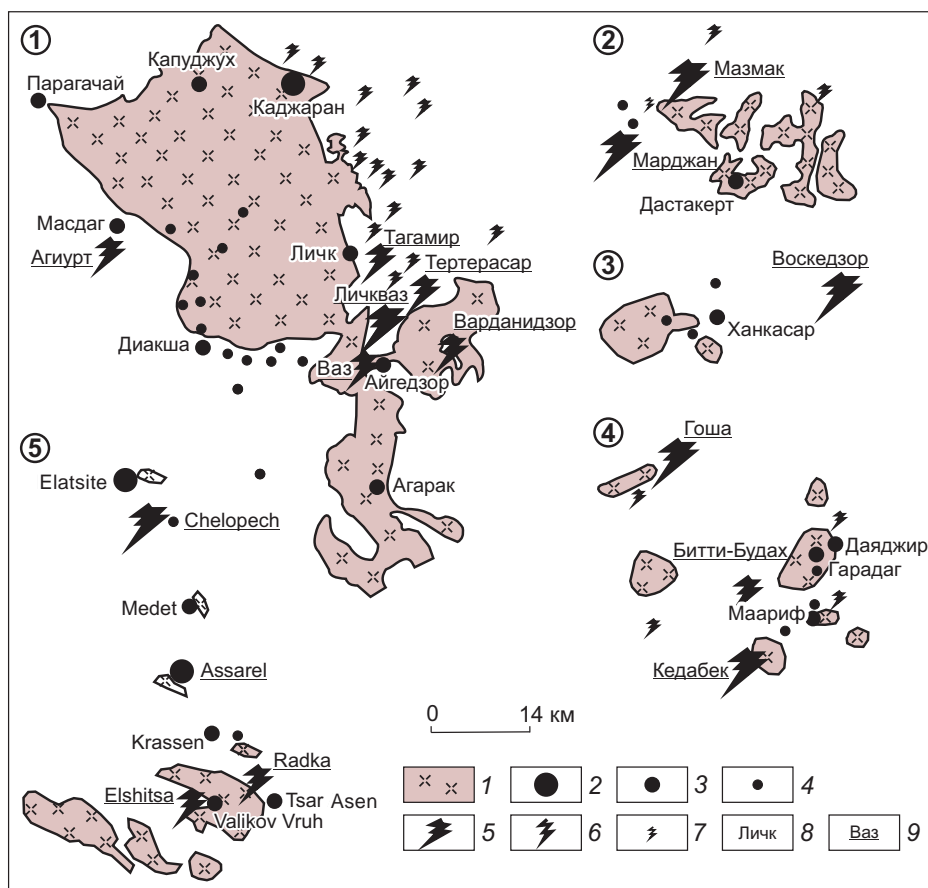 1
Парагачай
Капуджух
Каджаран
Масдаг
Агиурт
Личк
Тагамир
Тертерасар
Личкваз
Варданидзор
Диакша
Ваз
Айгедзор
Агарак
2
Мазмак
Марджан
Дастакерт
3
Воскедзор
Ханкасар
4
Гоша
Битти-Будах
Даяджир
Гарадаг
Маариф
Кедабек
5
Elatsite
Chelopech
Medet
Assarel
Krassen
Radka
Elshitsa
Tsar Asen
Valikov Vruh
0 14 км
1 2 3 4
5 6 7 Личк 8 Ваз 9